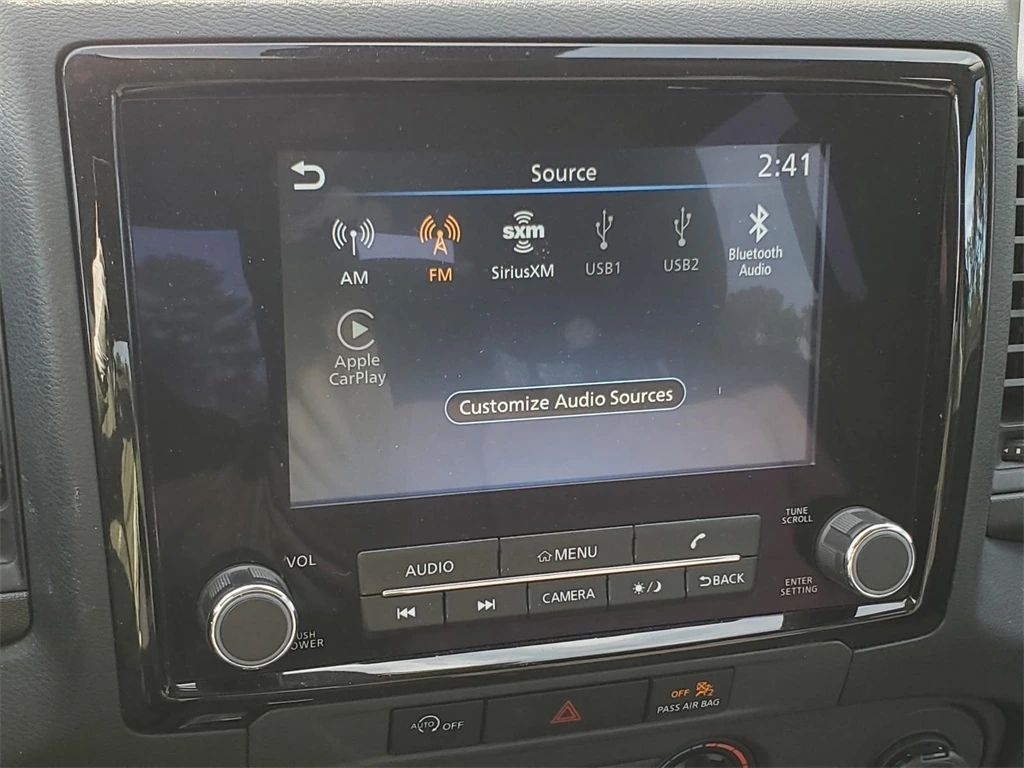 Source
2:41
AM
FM
sxm
SiriusXM
USB1
USB2
Bluetooth
Audio
Apple
CarPlay
Customize Audio Sources
TUNE
SCROLL
VOL
AUDIO
MENU
CAMERA
BACK
ENTER
SETTING
AUTO OFF
OFF
PASS AIR BAG